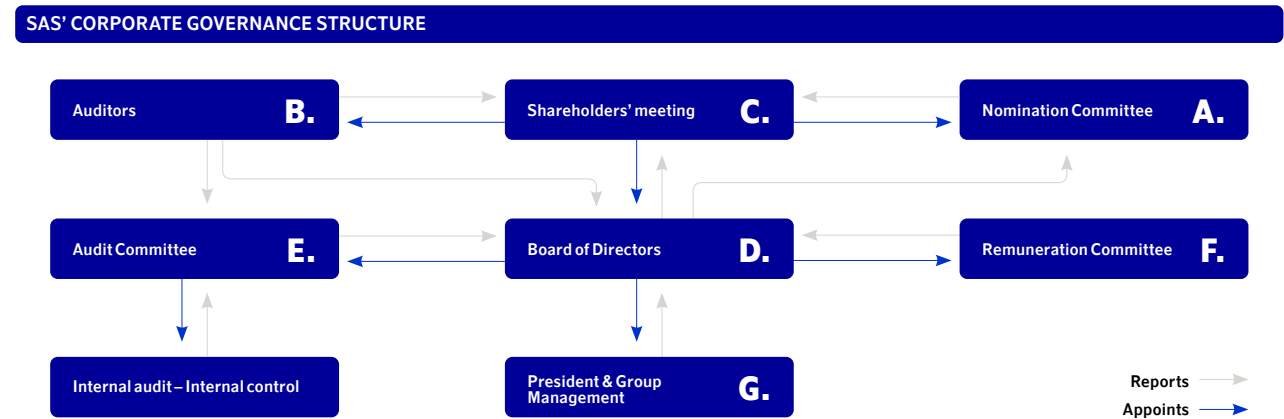 SAS’ CORPORATE GOVERNANCE STRUCTURE
Auditors B.
Shareholders’ meeting C.
Nomination Committee A.
Audit Committee E.
Board of Directors D.
Remuneration Committee F.
Internal audit – Internal control
President & Group
Management G.
Reports
Appoints